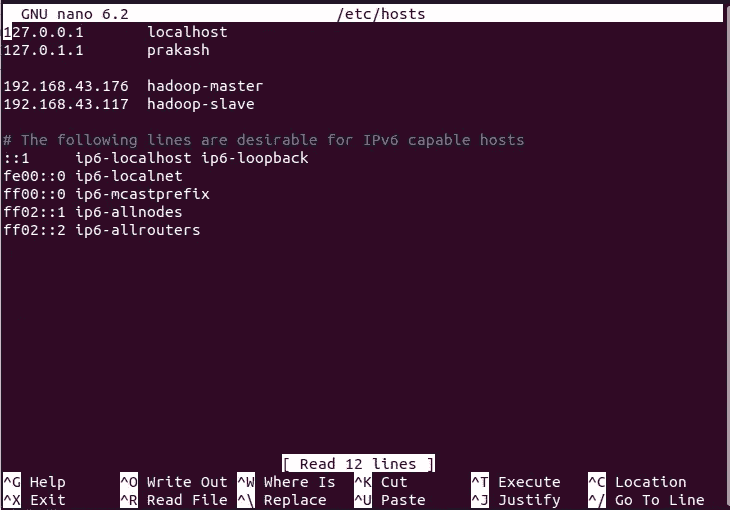 GNU nano 6.2 /etc/hosts
127.0.0.1 localhost
127.0.1.1 prakash
192.168.43.176 hadoop-master
192.168.43.117 hadoop-slave
# The following lines are desirable for IPv6 capable hosts
::1 ip6-localhost ip6-loopback
fe00::0 ip6-localnet
ff00::0 ip6-mcastprefix
ff02::1 ip6-allnodes
ff02::2 ip6-allrouters
[ Read 12 lines ]
^G Help ^O Write Out ^W Where Is ^K Cut ^T Execute ^C Location
^X Exit ^R Read File ^\ Replace ^U Paste ^J Justify ^/ Go To Line